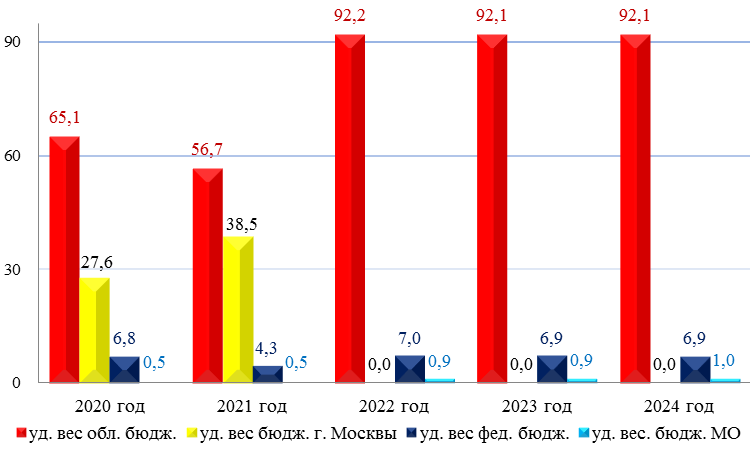 92,2
92,1
92,1
90
65,1
56,7
60
38,5
27,6
30
6,8
0,5
4,3
0,5
0,0
7,0
0,9
0,0
6,9
0,9
0,0
6,9
1,0
0
2020 год
2021 год
2022 год
2023 год
2024 год
уд. вес обл. бюдж.
уд. вес бюдж. г. Москвы
уд. вес фед. бюдж.
уд. вес. бюдж. МО